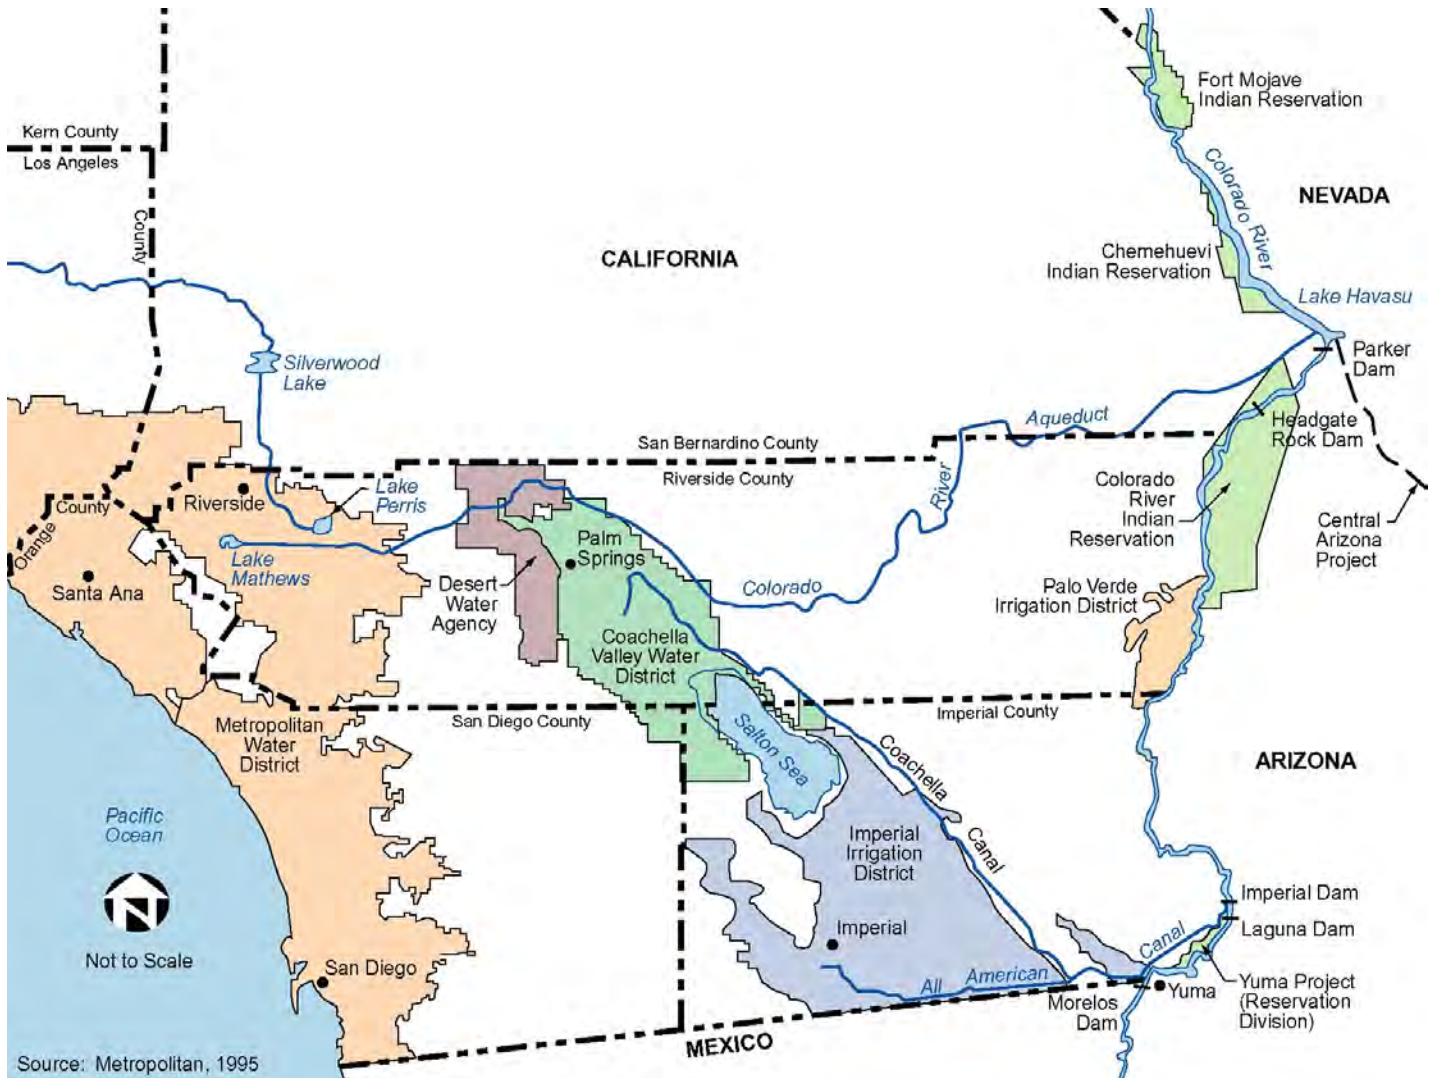 Kern County
Los Angeles
County
CALIFORNIA
Fort Mojave
Indian Reservation
Colorado River
NEVADA
Chemehuevi
Indian Reservation
Lake Havasu
Parker
Dam
Silverwood
Lake
Aqueduct
Headgate
Rock Dam
San Bernardino County
Riverside County
River
Colorado
River
Indian
Reservation
Central
Arizona
Project
Lake
Perris
Riverside
County
Orange
Lake
Mathews
Santa Ana
Palm
Springs
Desert
Water
Agency
Colorado
Palo Verde
Irrigation District
Coachella
Valley Water
District
Metropolitan
Water
District
San Diego County
Imperial County
Salton Sea
Coachella
Canal
ARIZONA
Pacific
Ocean
Imperial
Irrigation
District
N
Not to Scale
Imperial
Imperial Dam
Laguna Dam
Canal
San Diego
All American
Morelos
Dam
Yuma
Yuma Project
(Reservation
Division)
MEXICO
Source: Metropolitan, 1995